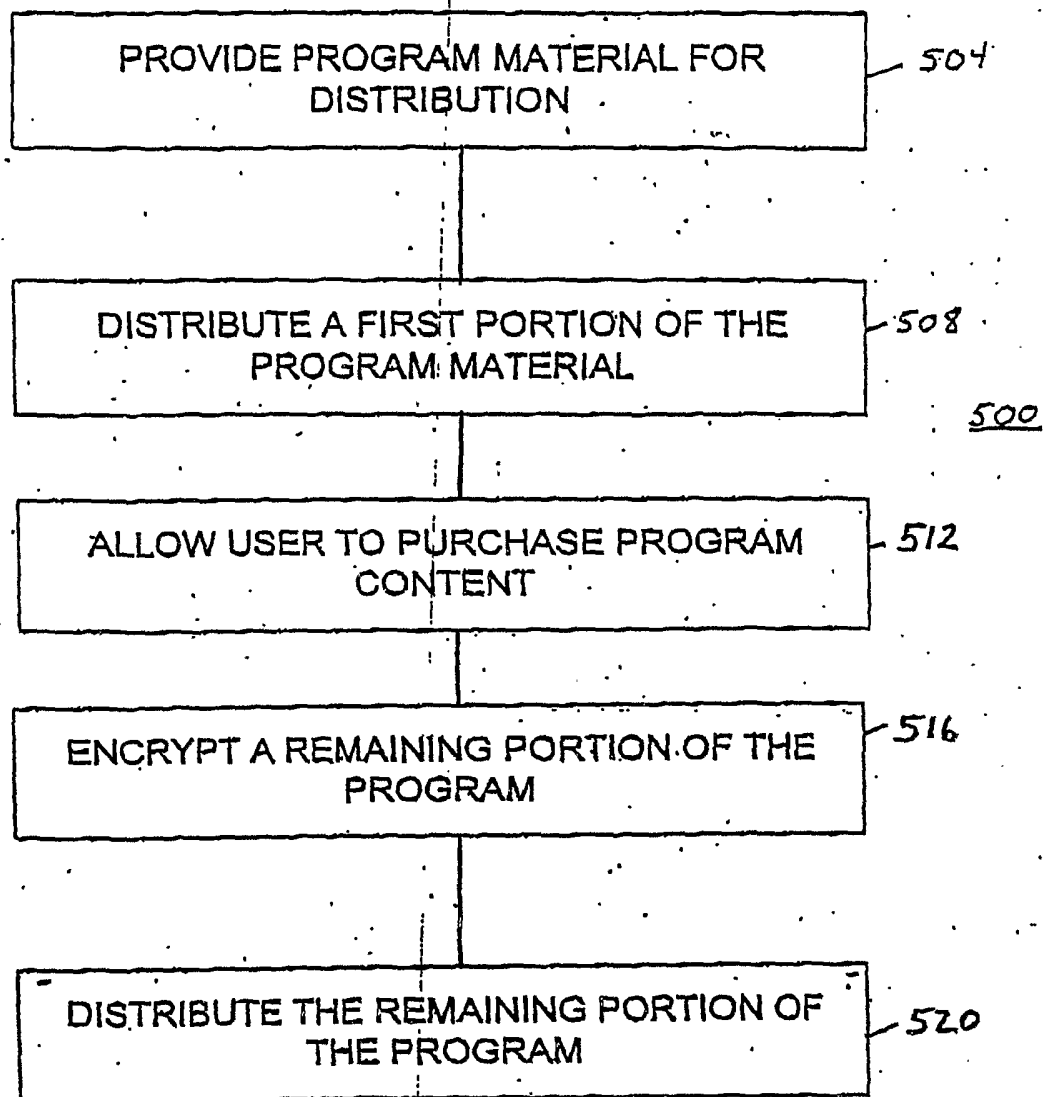 PROVIDE PROGRAM MATERIAL FOR
DISTRIBUTION
504
DISTRIBUTE A FIRST PORTION OF THE
PROGRAM MATERIAL
508
500
ALLOW USER TO PURCHASE PROGRAM
CONTENT
512
ENCRYPT A REMAINING PORTION OF THE
PROGRAM
516
DISTRIBUTE THE REMAINING PORTION OF
THE PROGRAM
520